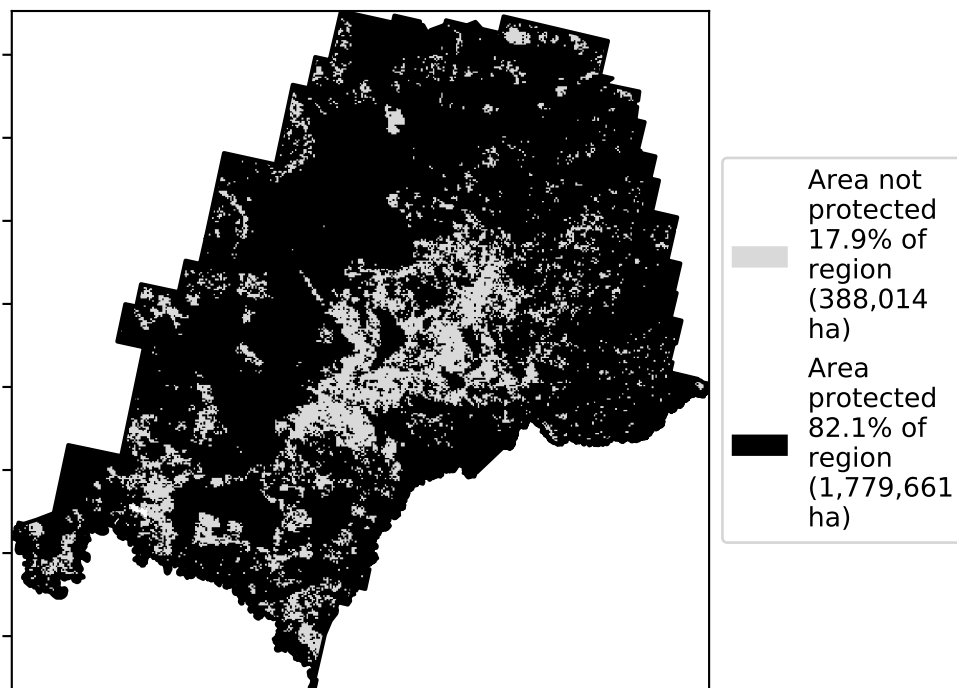 Area not
protected
17.9% of
region
(388,014
ha)
Area
protected
82.1% of
region
(1,779,661
ha)